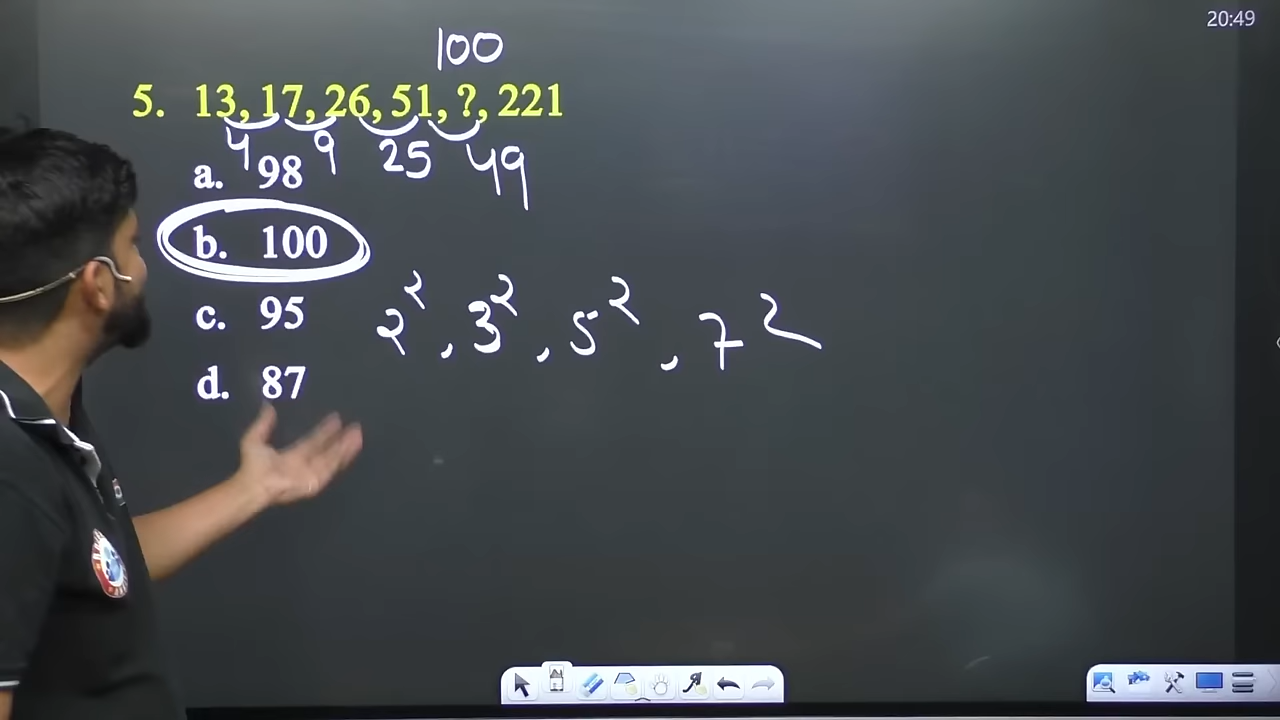 20:49
100
5. 13, 17, 26, 51, ?, 221
4 9 25 49
a. 98
b. 100
c. 95
d. 87
2², 3², 5², 7²